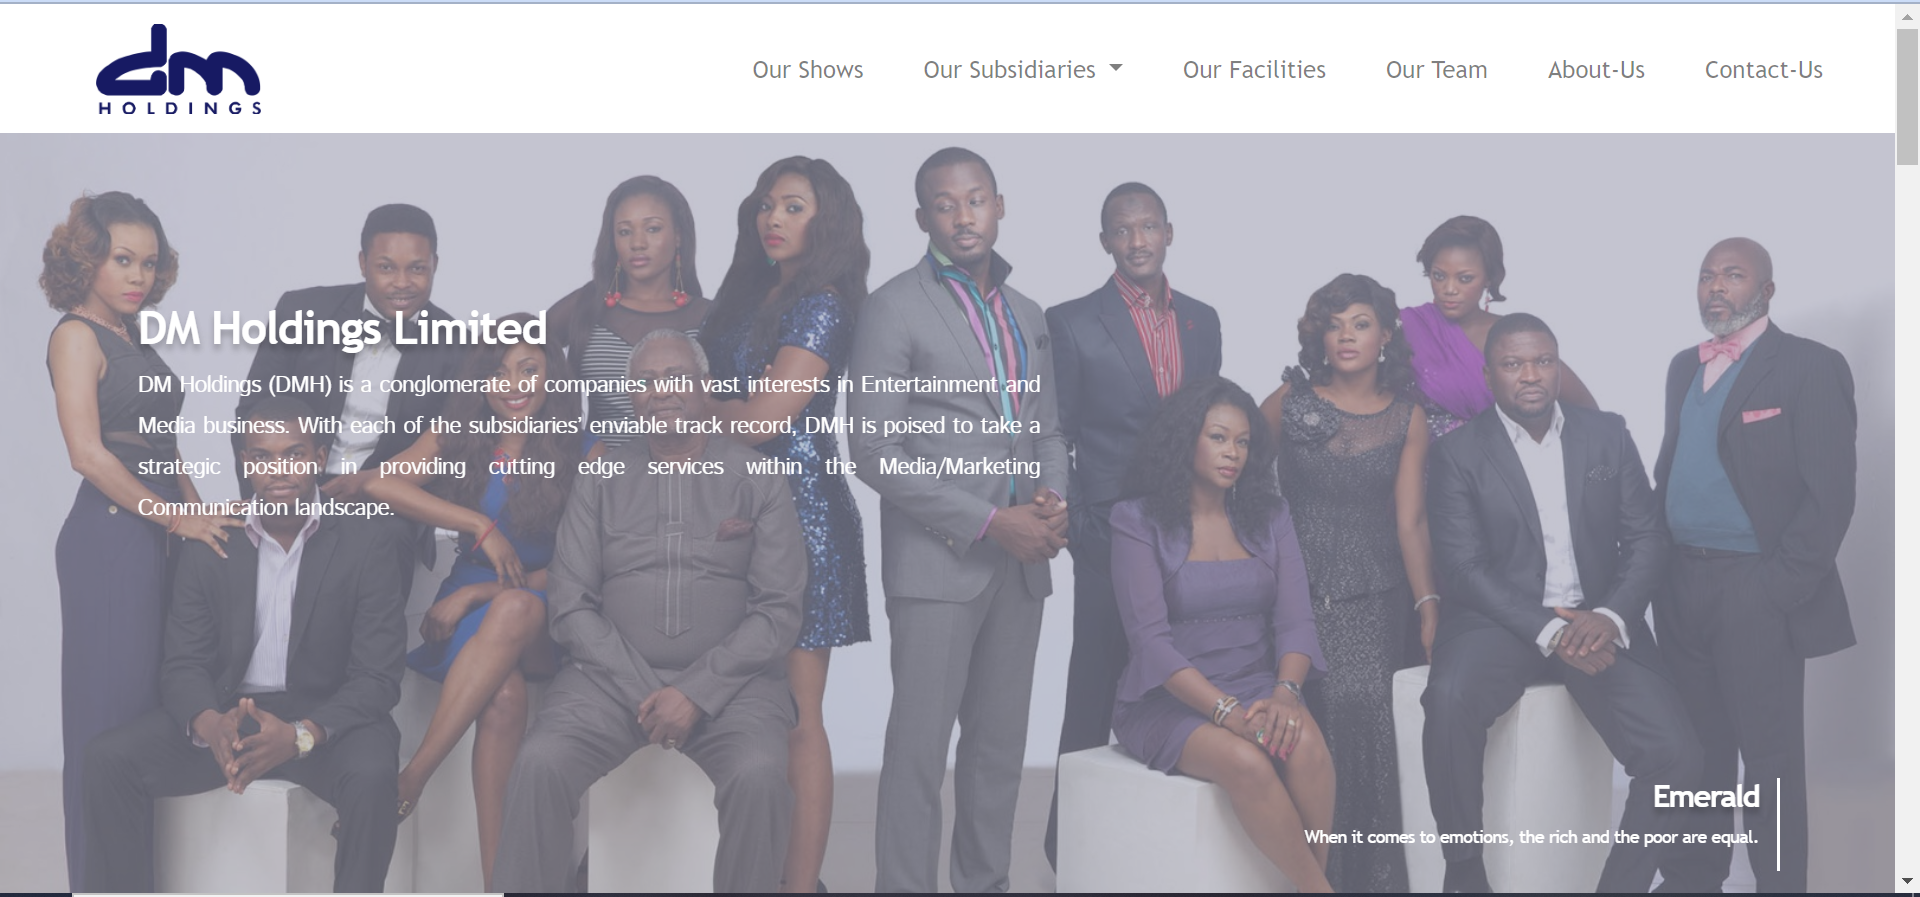 dm
HOLDINGS
Our Shows
Our Subsidiaries
Our Facilities
Our Team
About-Us
Contact-Us
DM Holdings Limited
DM Holdings (DMH) is a conglomerate of companies with vast interests in Entertainment and
Media business. With each of the subsidiaries’ enviable track record, DMH is poised to take a
strategic position in providing cutting edge services within the Media/Marketing
Communication landscape.
Emerald
When it comes to emotions, the rich and the poor are equal.